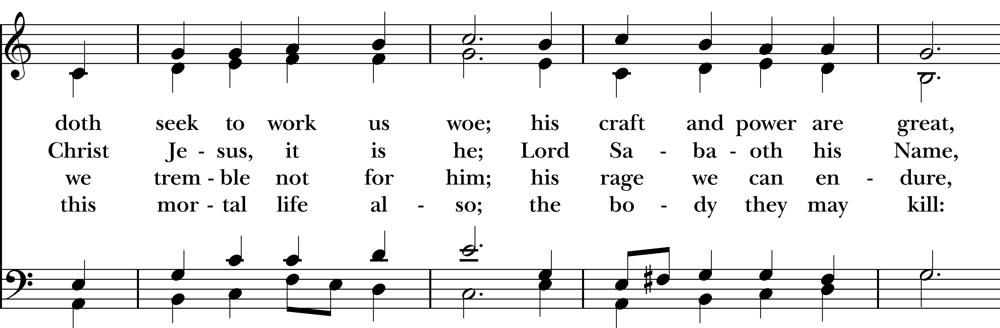 doth seek to work us woe; his craft and power are great,
Christ Je - sus, it is he; Lord Sa - ba - oth his Name,
we trem - ble not for him; his rage we can en - dure,
this mor - tal life al - so; the bo - dy they may kill: